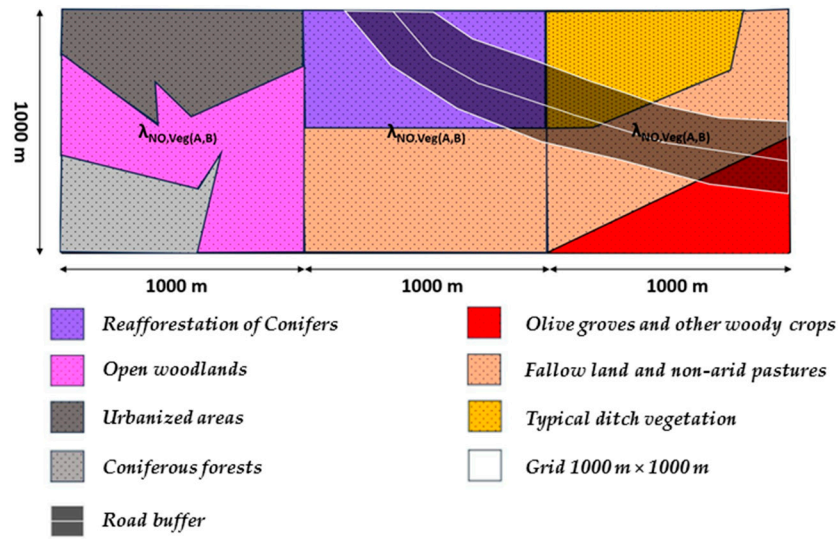 1000 m
λNO,Veg(A,B)
λNO.Veg(A,B)
λNO,Veg(A,B)
1000 m
1000 m
1000 m
Reafforestation of Conifers
Open woodlands
Urbanized areas
Coniferous forests
Road buffer
Olive groves and other woody crops
Fallow land and non-arid pastures
Typical ditch vegetation
Grid 1000 m × 1000 m